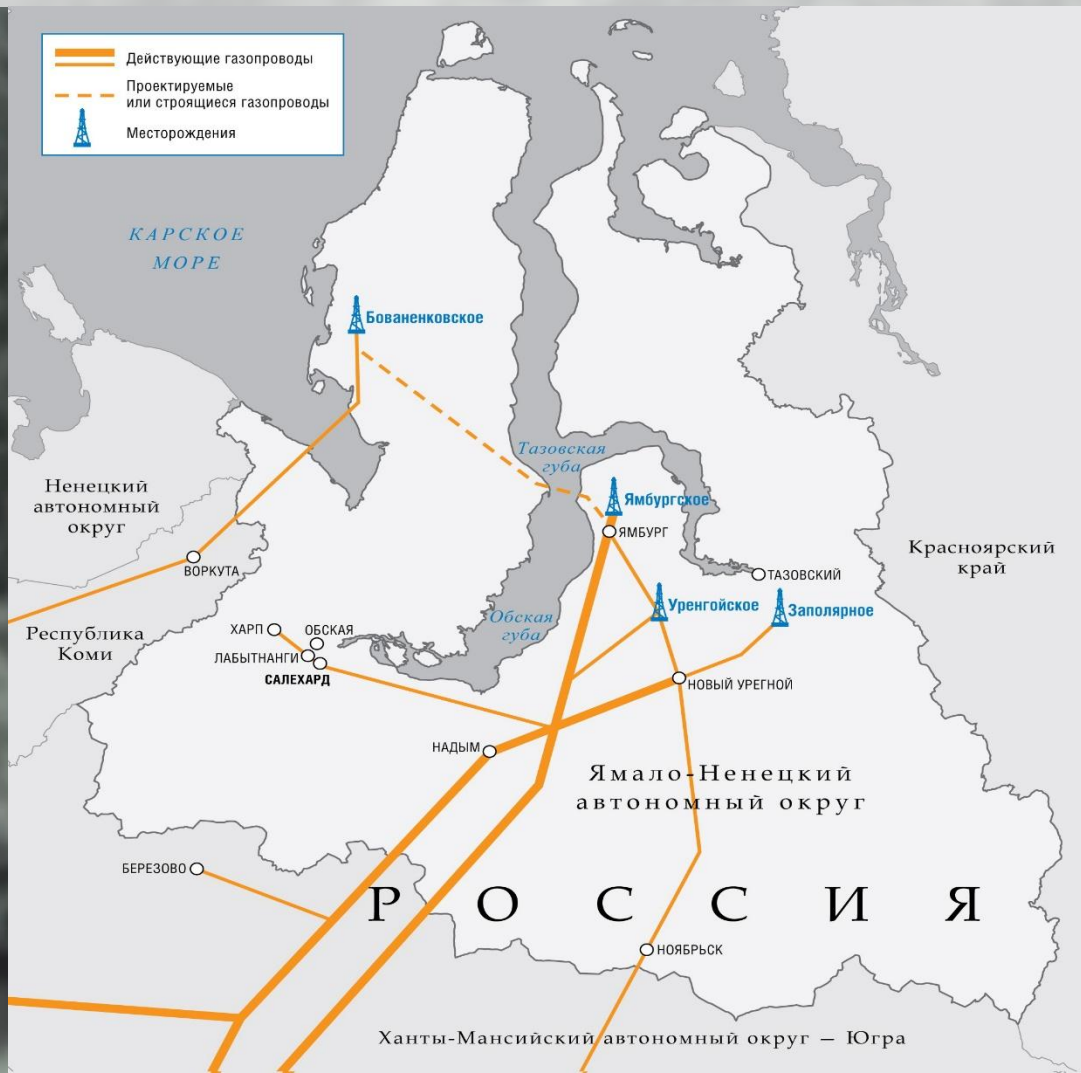 Действующие газопроводы
Проектируемые
или строящиеся газопроводы
Месторождения
КАРСКОЕ
МОРЕ
Бованенковское
Тазовская
губа
Ненецкий
автономный
округ
Ямбургское
ЯМБУРГ
Красноярский
край
ВОРКУТА
ТАЗОВСКИЙ
Уренгойское
Заполярное
Обская
губа
Республика
Коми
ХАРП
ОБСКАЯ
ЛАБЫТНАНГИ
САЛЕХАРД
НОВЫЙ УРЕГНОЙ
НАДЫМ
Ямало-Ненецкий
автономный округ
БЕРЕЗОВО
РОССИЯ
НОЯБРЬСК
Ханты-Мансийский автономный округ – Югра